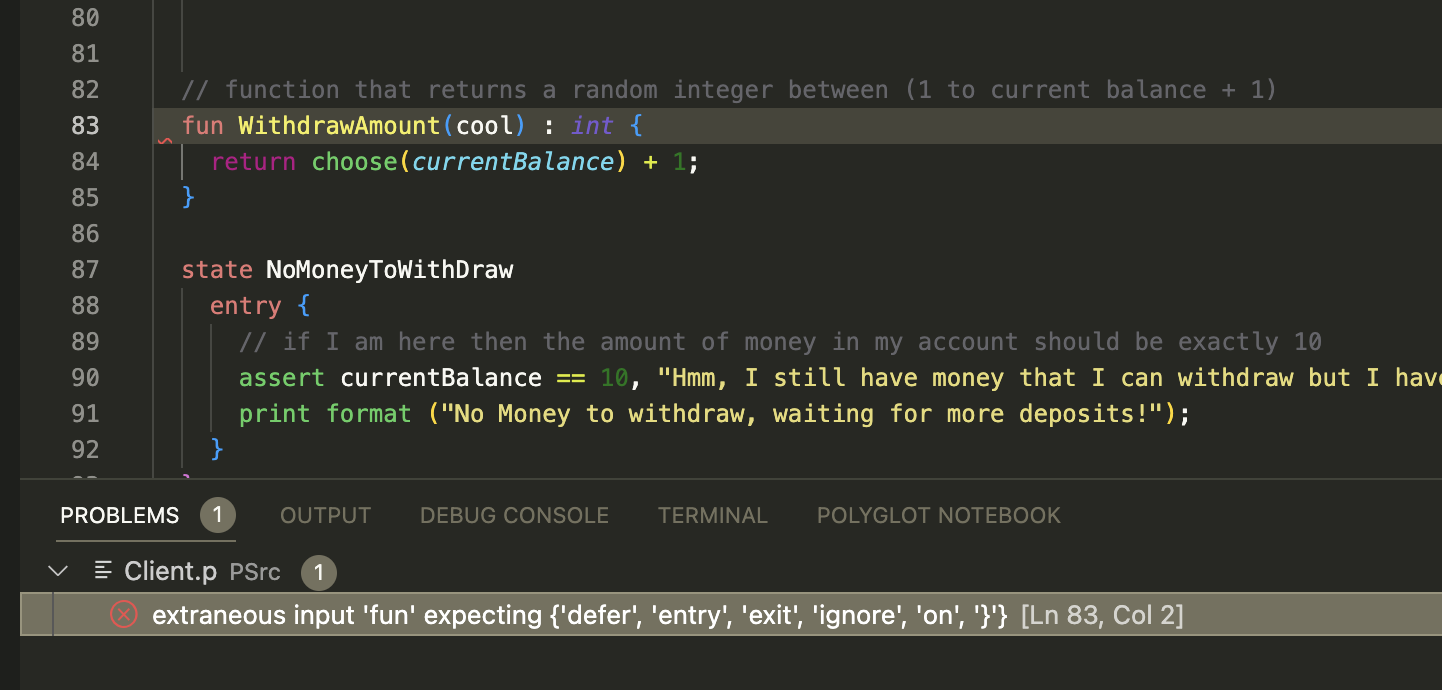 80
81
82 // function that returns a random integer between (1 to current balance + 1)
83 fun WithdrawAmount(cool) : int {
84 return choose(currentBalance) + 1;
85 }
86
87 state NoMoneyToWithDraw
88 entry {
89 // if I am here then the amount of money in my account should be exactly 10
90 assert currentBalance == 10, "Hmm, I still have money that I can withdraw but I have
91 print format ("No Money to withdraw, waiting for more deposits!");
92 }
PROBLEMS 1 OUTPUT DEBUG CONSOLE TERMINAL POLYGLOT NOTEBOOK
Client.p PSrc 1
extraneous input 'fun' expecting {'defer', 'entry', 'exit', 'ignore', 'on', '}'} [Ln 83, Col 2]